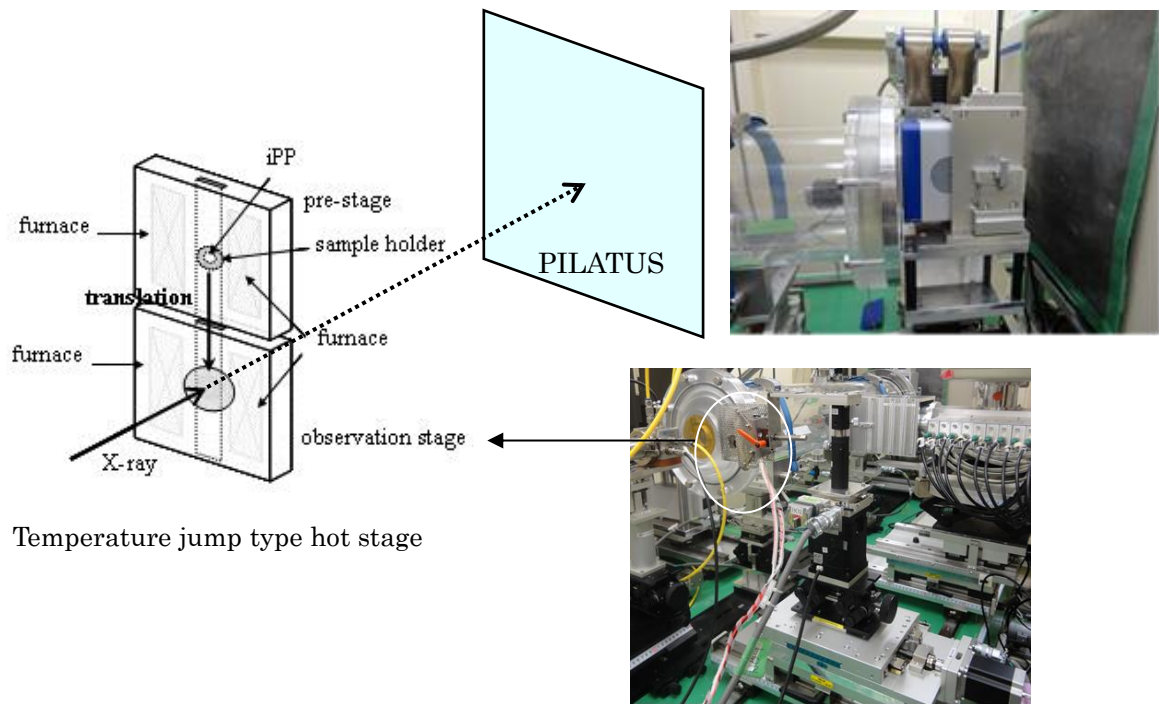 iPP
pre-stage
furnace
sample holder
translation
PILATUS
furnace
furnace
observation stage
X-ray
Temperature jump type hot stage